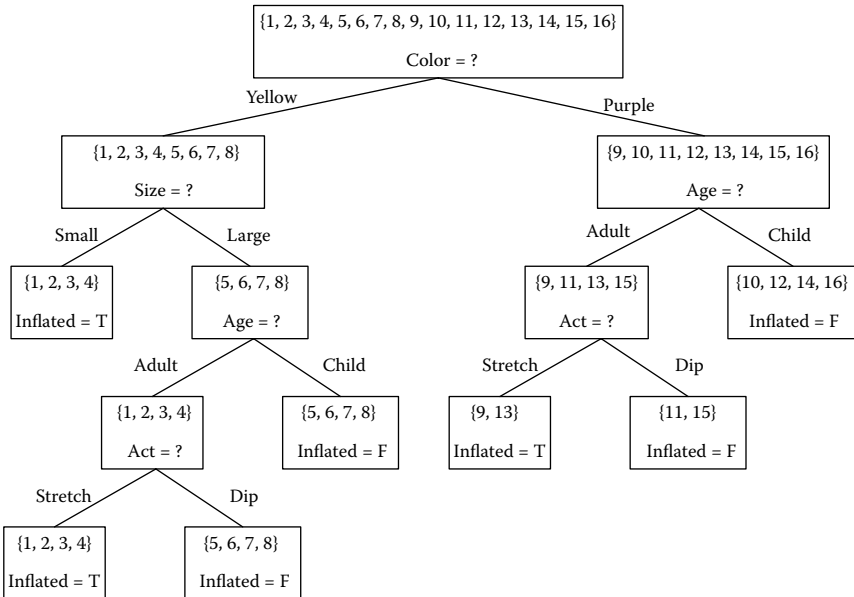 {1, 2, 3, 4, 5, 6, 7, 8, 9, 10, 11, 12, 13, 14, 15, 16}
Color = ?
Yellow
Purple
{1, 2, 3, 4, 5, 6, 7, 8}
Size = ?
{9, 10, 11, 12, 13, 14, 15, 16}
Age = ?
Small
Large
Adult
Child
{1, 2, 3, 4}
Inflated = T
{5, 6, 7, 8}
Age = ?
{9, 11, 13, 15}
Act = ?
{10, 12, 14, 16}
Inflated = F
Adult
Child
Stretch
Dip
{1, 2, 3, 4}
Act = ?
{5, 6, 7, 8}
Inflated = F
{9, 13}
Inflated = T
{11, 15}
Inflated = F
Stretch
Dip
{1, 2, 3, 4}
Inflated = T
{5, 6, 7, 8}
Inflated = F